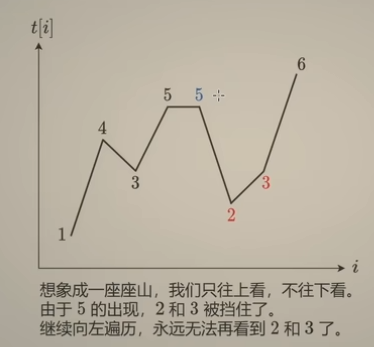 t[i]
6
5 5
4
3
3
2
1
i
想象成一座座山，我们只往上看，不往下看。
由于 5 的出现，2 和 3 被挡住了。
继续向左遍历，永远无法再看到 2 和 3 了。